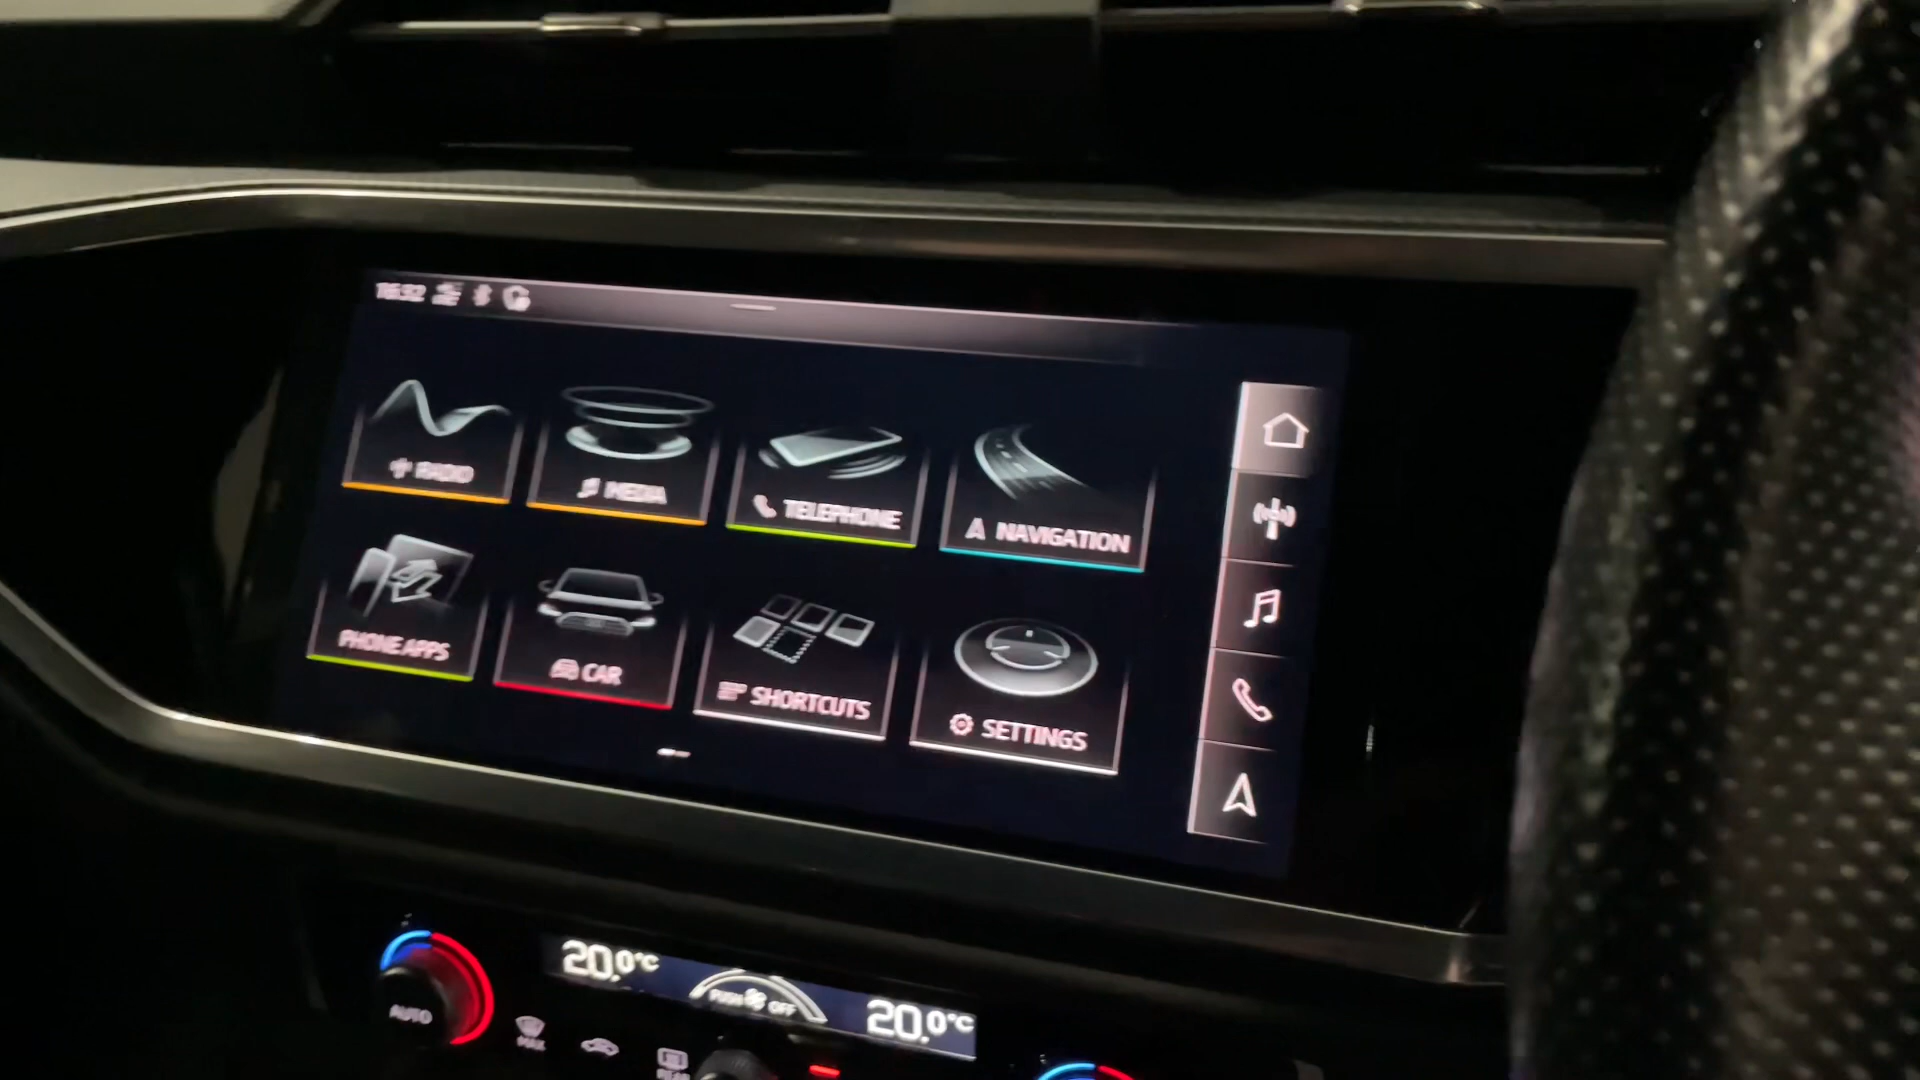 16:32
RADIO
MEDIA
TELEPHONE
NAVIGATION
PHONE APPS
CAR
SHORTCUTS
SETTINGS
20.0°C
PUSH OFF
20.0°C
AUTO
MAX
REAR